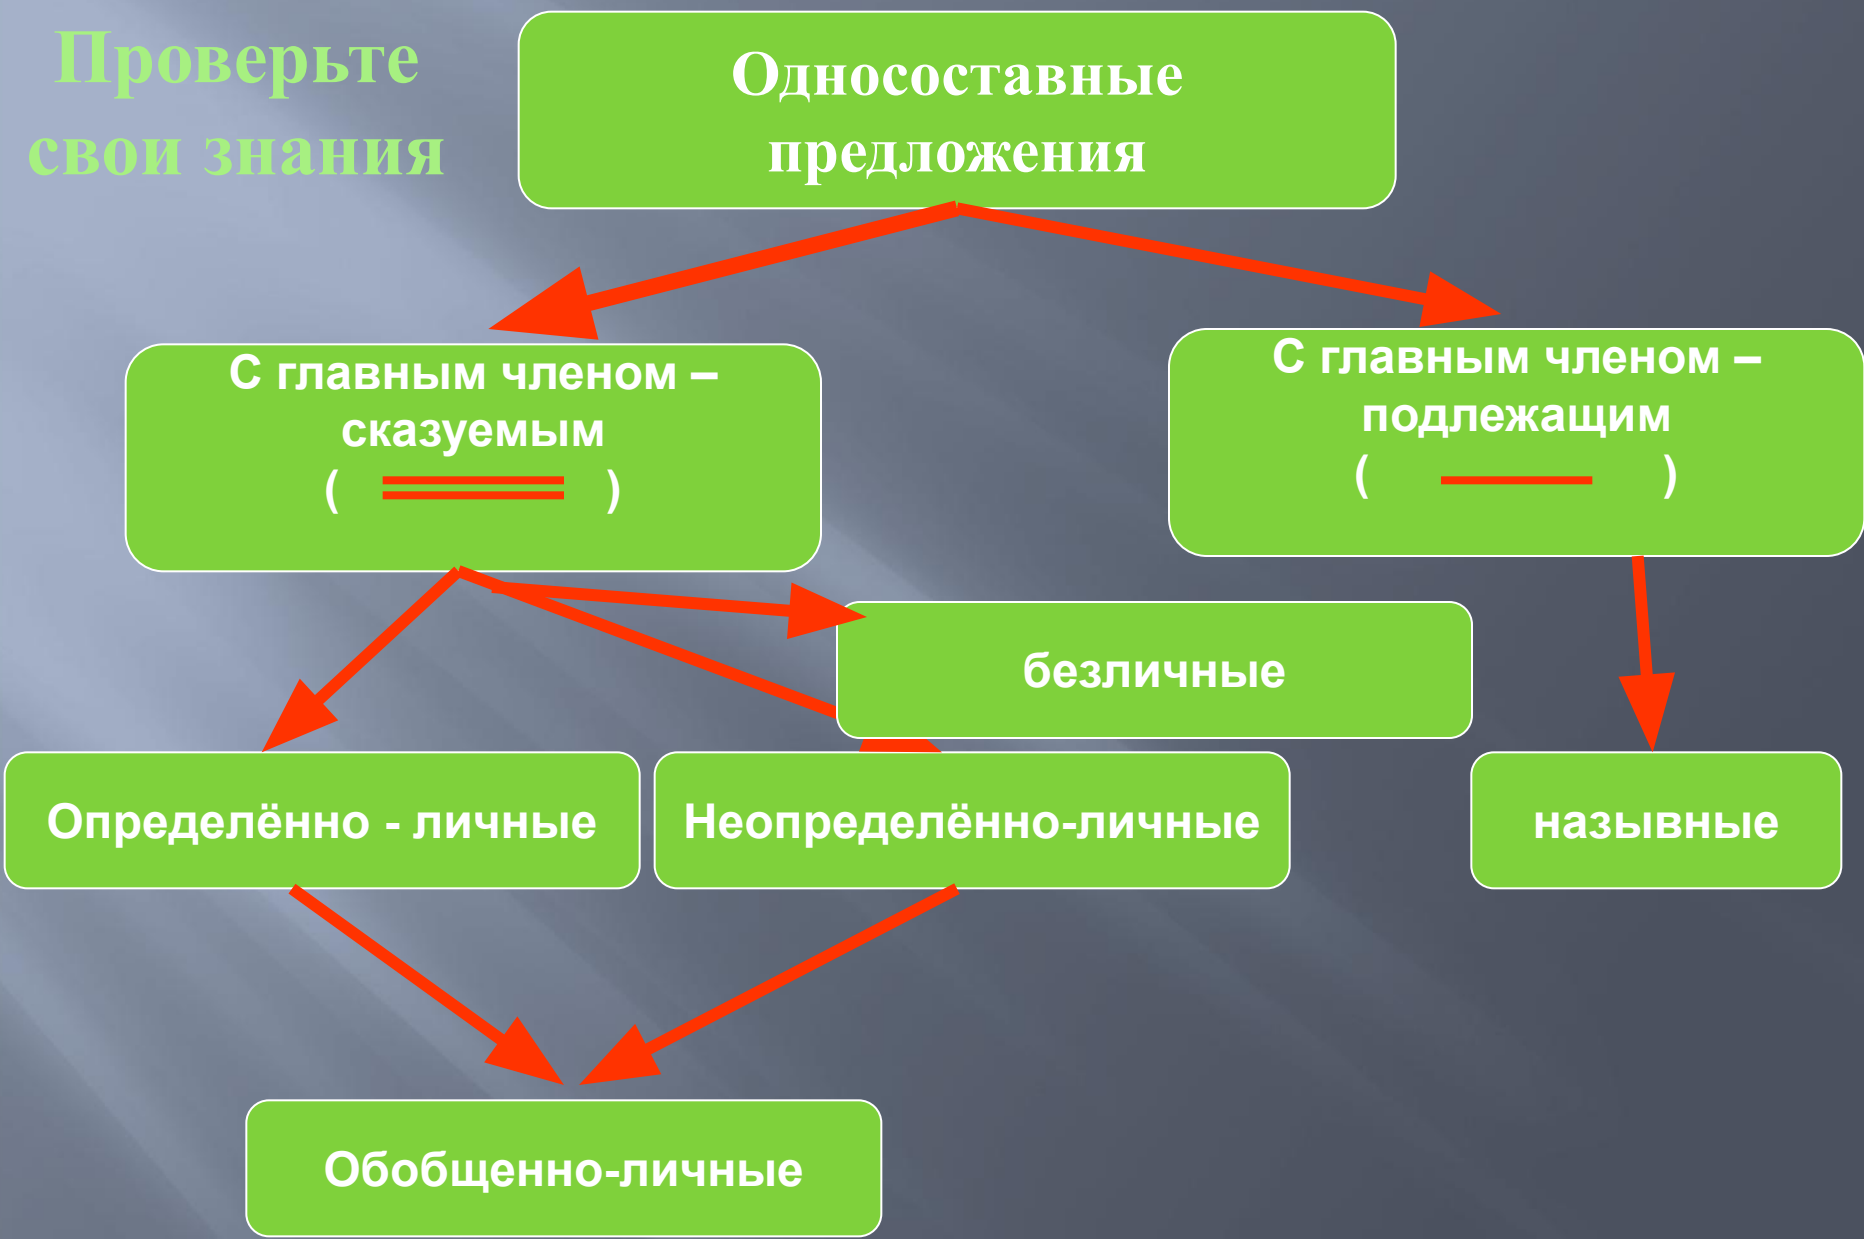 Проверьте
свои знания
Односоставные
предложения
С главным членом –
сказуемым
( )
С главным членом –
подлежащим
( )
безличные
Определённо - личные
Неопределённо-личные
назывные
Обобщенно-личные